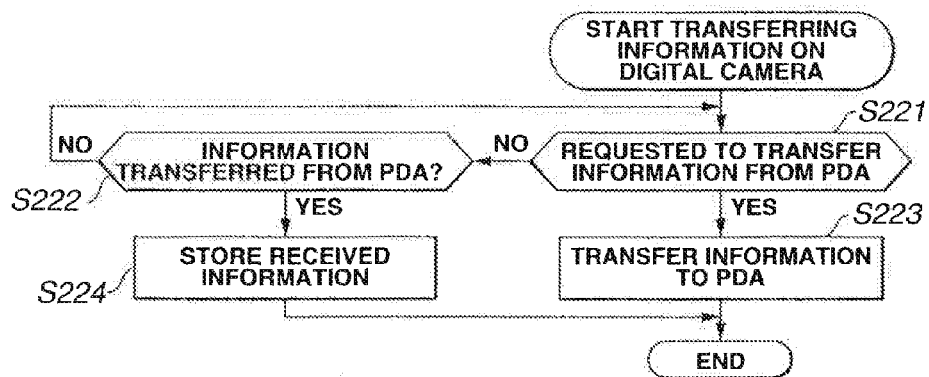 START TRANSFERRING
INFORMATION ON
DIGITAL CAMERA
S221
NO
INFORMATION
TRANSFERRED FROM PDA?
NO
REQUESTED TO TRANSFER
INFORMATION FROM PDA
S222
YES
YES
S223
STORE RECEIVED
INFORMATION
TRANSFER INFORMATION
TO PDA
S224
END